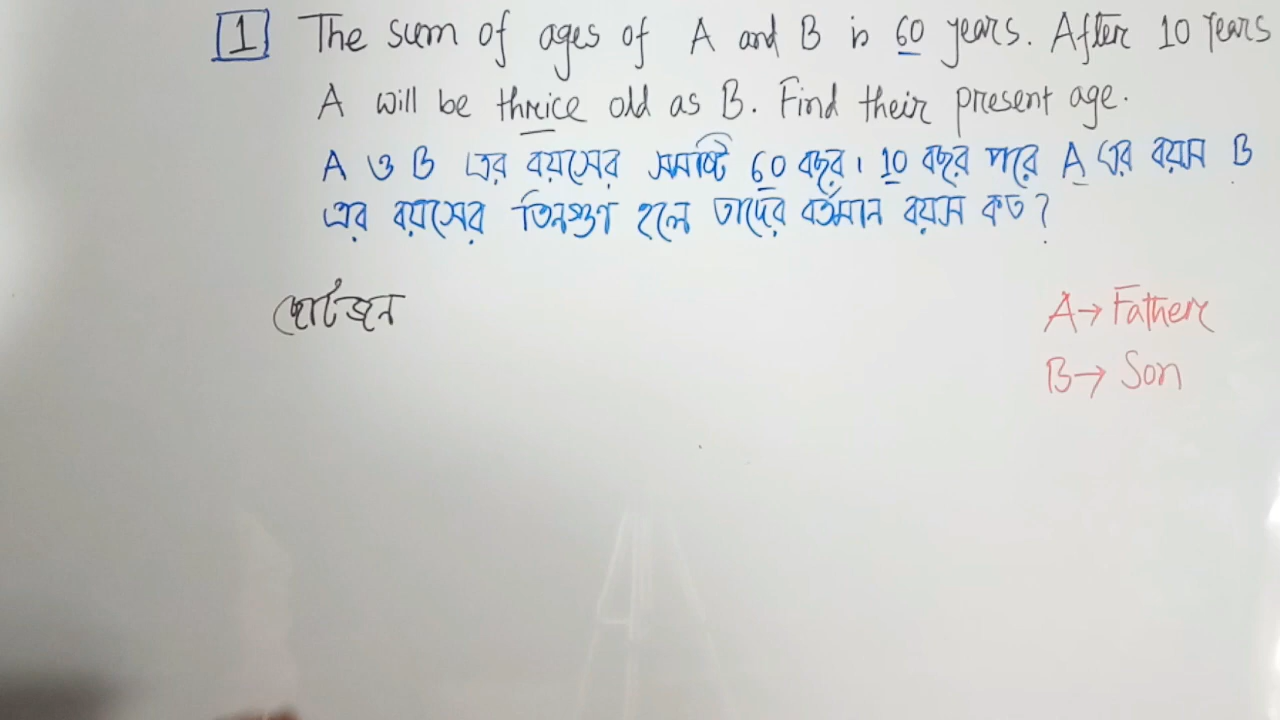 1 The sum of ages of A and B is 60 years. After 10 Years
A will be thrice old as B. Find their present age.
A ও B এর বয়সের সমষ্টি 60 বছর। 10 বছর পরে A এর বয়স B
এর বয়সের তিনগুণ হলে তাদের বর্তমান বয়স কত?
ছোটজন
A→ Father
B→ Son